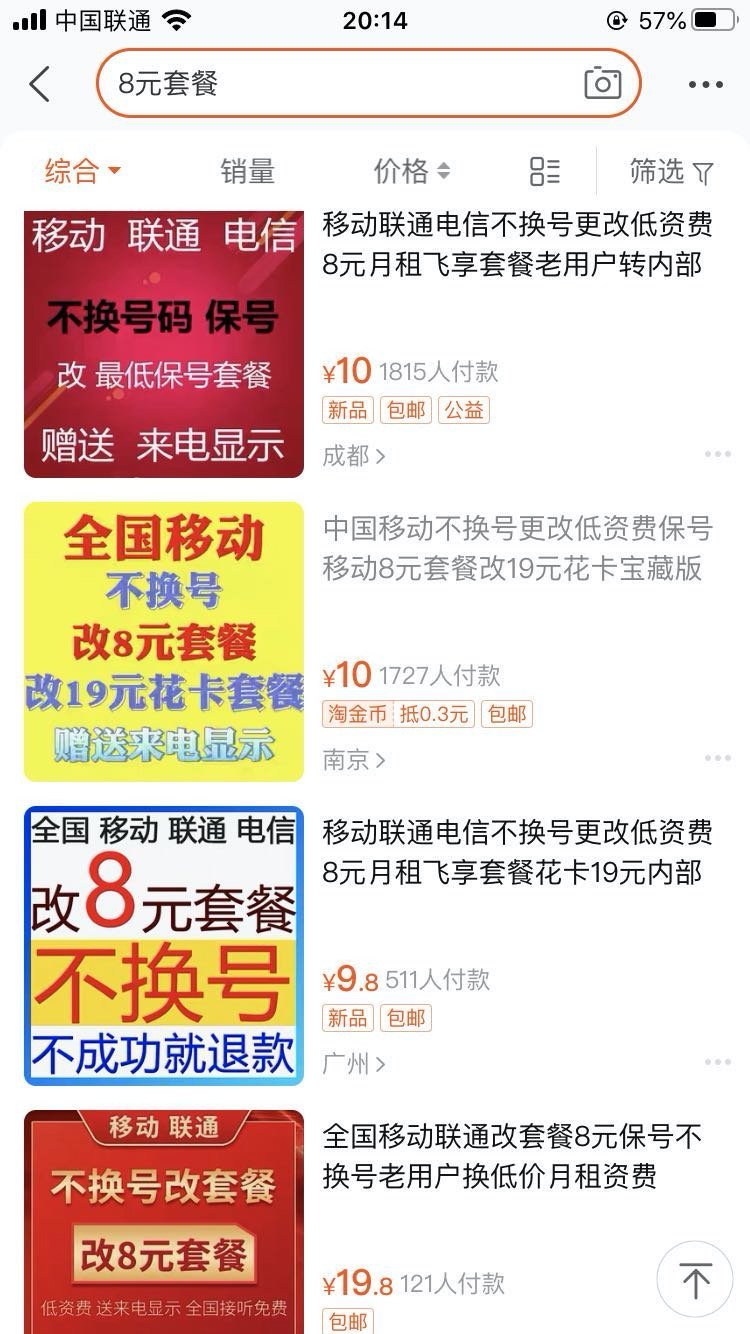 中国联通
20:14
57%
8元套餐
综合
销量
价格
筛选
移动 联通 电信
不换号码 保号
改 最低保号套餐
赠送 来电显示
移动联通电信不换号更改低资费
8元月租飞享套餐老用户转内部
¥10 1815人付款
新品 包邮 公益
成都
全国移动
不换号
改8元套餐
改19元花卡套餐
赠送来电显示
中国移动不换号更改低资费保号
移动8元套餐改19元花卡宝藏版
¥10 1727人付款
淘金币 抵0.3元 包邮
南京
全国 移动 联通 电信
改8元套餐
不换号
不成功就退款
移动联通电信不换号更改低资费
8元月租飞享套餐花卡19元内部
¥9.8 511人付款
新品 包邮
广州
移动 联通
不换号改套餐
改8元套餐
低资费 送来电显示 全国接听免费
全国移动联通改套餐8元保号不
换号老用户换低价月租资费
¥19.8 121人付款
包邮